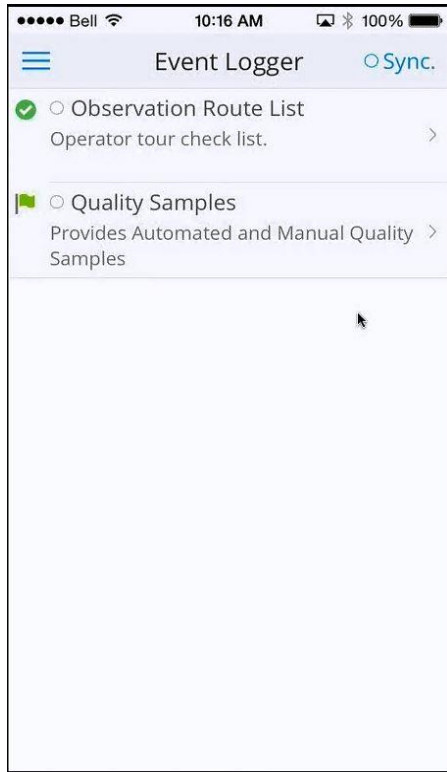 Bell 10:16 AM 100%
Event Logger Sync.
Observation Route List
Operator tour check list.
Quality Samples
Provides Automated and Manual Quality
Samples